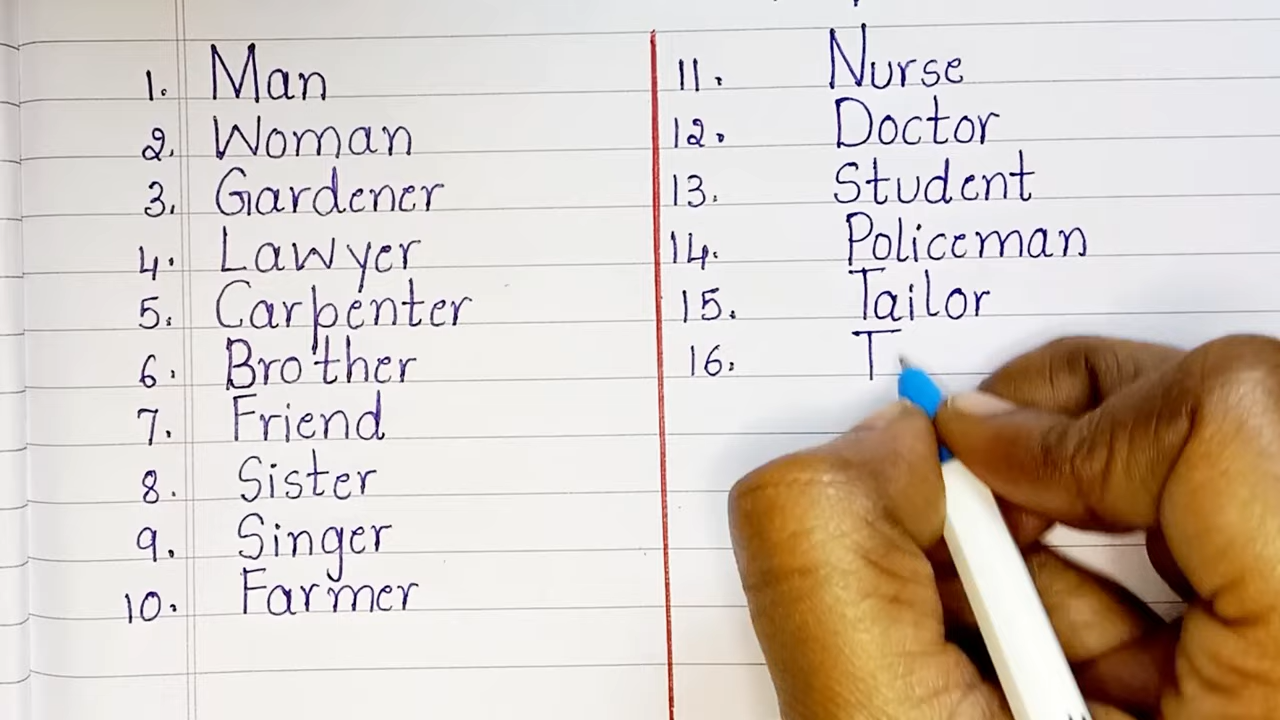 1. Man
2. Woman
3. Gardener
4. Lawyer
5. Carpenter
6. Brother
7. Friend
8. Sister
9. Singer
10. Farmer
11. Nurse
12. Doctor
13. Student
14. Policeman
15. Tailor
16. T